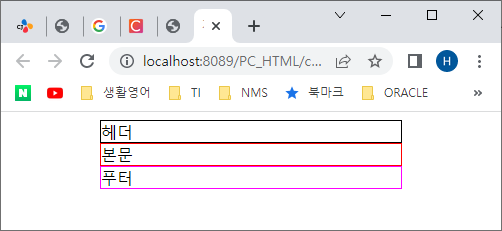 localhost:8089/PC_HTML/c...
H
생활영어 TI NMS 북마크 ORACLE
헤더
본문
푸터